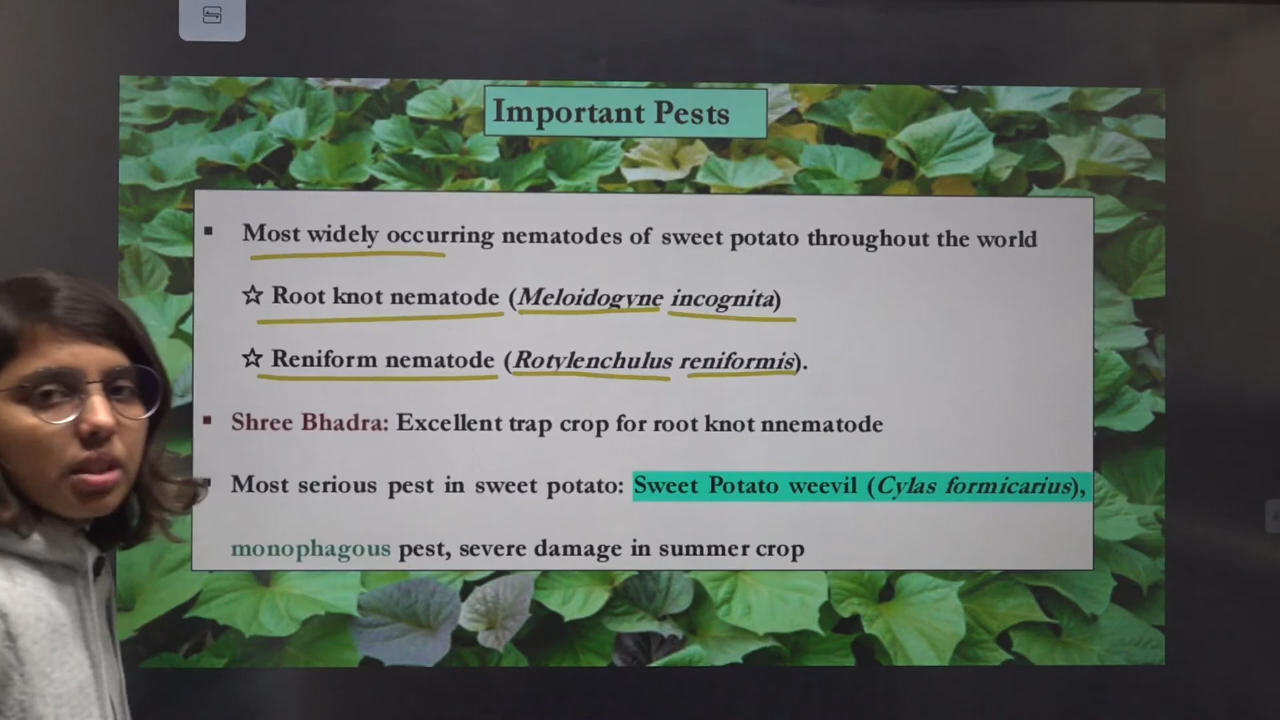 Important Pests
▪ Most widely occurring nematodes of sweet potato throughout the world
☆ Root knot nematode (Meloidogyne incognita)
☆ Reniform nematode (Rotylenchulus reniformis).
▪ Shree Bhadra: Excellent trap crop for root knot nnematode
▪ Most serious pest in sweet potato: Sweet Potato weevil (Cylas formicarius),
monophagous pest, severe damage in summer crop